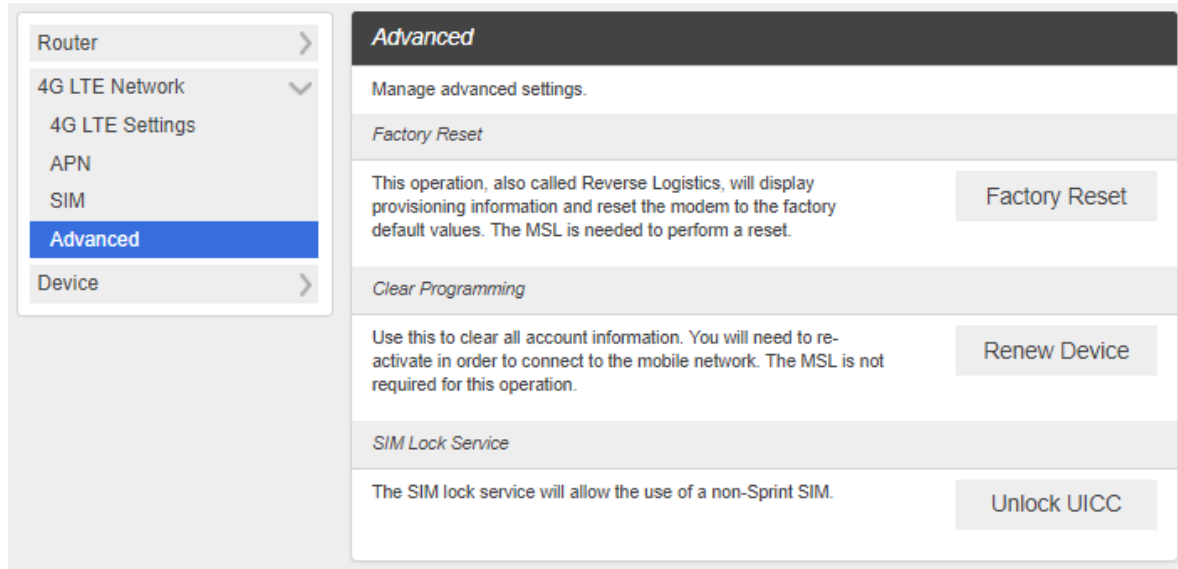 Router
4G LTE Network
4G LTE Settings
APN
SIM
Advanced
Device
Advanced
Manage advanced settings.
Factory Reset
This operation, also called Reverse Logistics, will display
provisioning information and reset the modem to the factory
default values. The MSL is needed to perform a reset.
Factory Reset
Clear Programming
Use this to clear all account information. You will need to re-
activate in order to connect to the mobile network. The MSL is not
required for this operation.
Renew Device
SIM Lock Service
The SIM lock service will allow the use of a non-Sprint SIM.
Unlock UICC